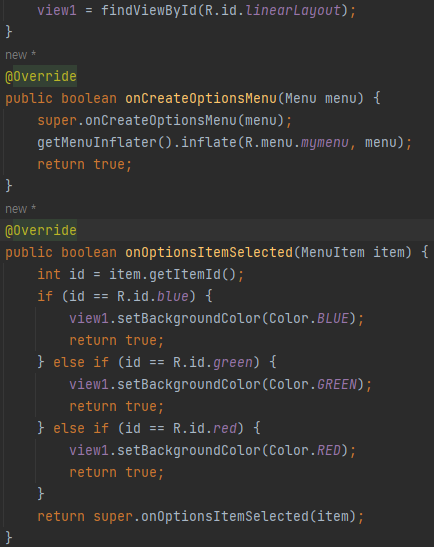 view1 = findViewById(R.id.linearLayout);
}
new *
@Override
public boolean onCreateOptionsMenu(Menu menu) {
    super.onCreateOptionsMenu(menu);
    getMenuInflater().inflate(R.menu.mymenu, menu);
    return true;
}
new *
@Override
public boolean onOptionsItemSelected(MenuItem item) {
    int id = item.getItemId();
    if (id == R.id.blue) {
        view1.setBackgroundColor(Color.BLUE);
        return true;
    } else if (id == R.id.green) {
        view1.setBackgroundColor(Color.GREEN);
        return true;
    } else if (id == R.id.red) {
        view1.setBackgroundColor(Color.RED);
        return true;
    }
    return super.onOptionsItemSelected(item);
}